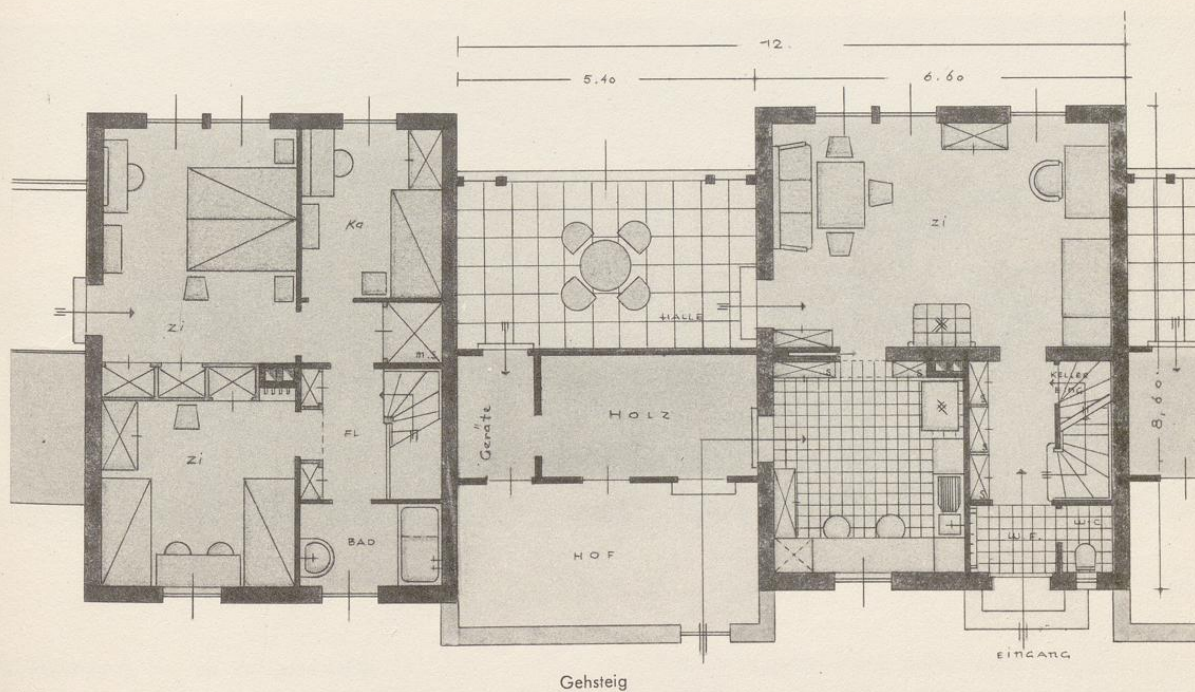 12.
5.40
6.60
zi
Ka
zi
HALLE
m.s
KELLER
EING
8,60
S
S
FL
Geräte
HOLZ
zi
S
S
S
BAD
HOF
W.F.
W.C.
EINGANG
Gehsteig